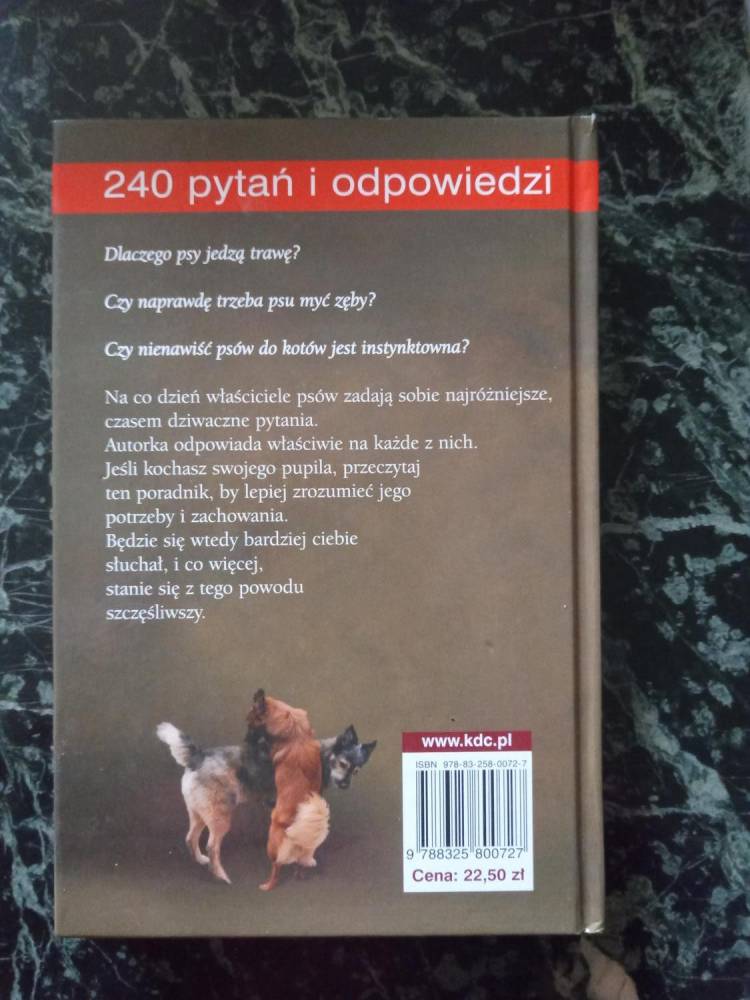 240 pytań i odpowiedzi
Dlaczego psy jedzą trawę?
Czy naprawdę trzeba psu myć zęby?
Czy nienawiść psów do kotów jest instynktowna?
Na co dzień właściciele psów zadają sobie najróżniejsze,
czasem dziwaczne pytania.
Autorka odpowiada właściwie na każde z nich.
Jeśli kochasz swojego pupila, przeczytaj
ten poradnik, by lepiej zrozumieć jego
potrzeby i zachowania.
Będzie się wtedy bardziej ciebie
słuchał, i co więcej,
stanie się z tego powodu
szczęśliwszy.
www.kdc.pl
ISBN 978-83-258-0072-7
9 788325 800727
Cena: 22,50 zł